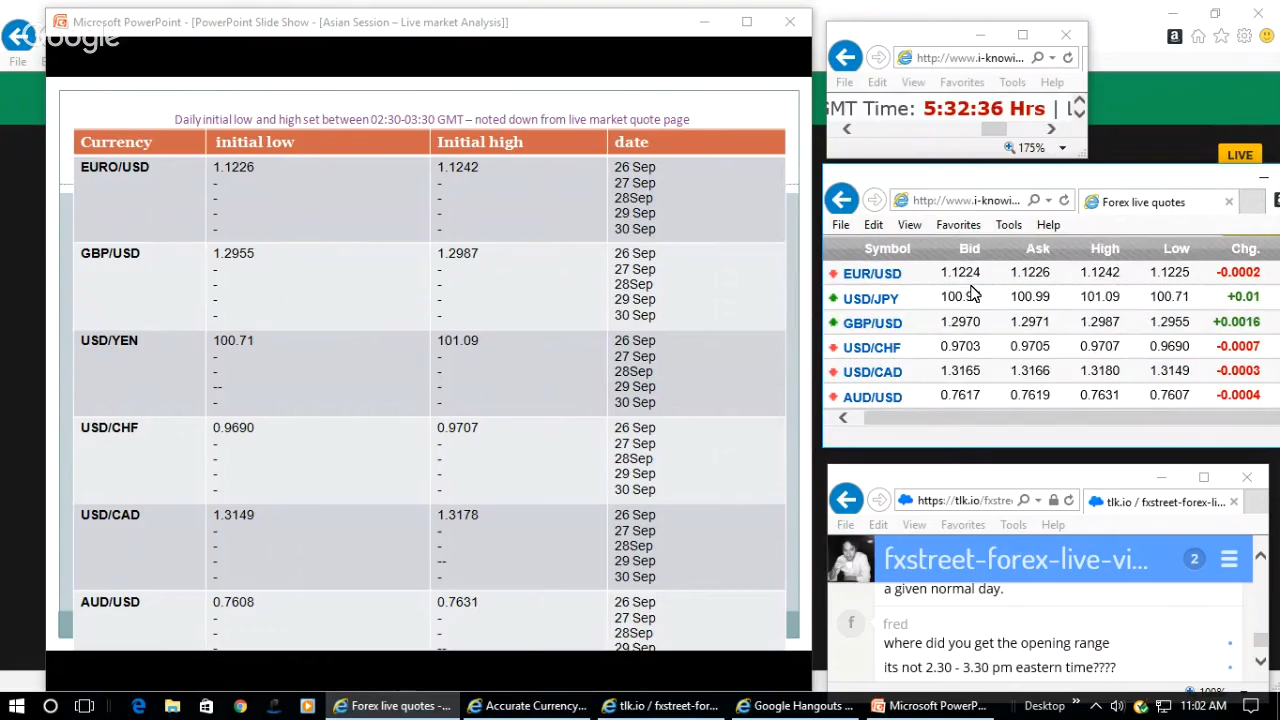 Microsoft PowerPoint - [PowerPoint Slide Show - [Asian Session – Live market Analysis]]
Google
File
Daily initial low and high set between 02:30-03:30 GMT – noted down from live market quote page
Currency initial low Initial high date
EURO/USD 1.1226 1.1242 26 Sep
- - 27 Sep
- - 28Sep
- - 29 Sep
- - 30 Sep
GBP/USD 1.2955 1.2987 26 Sep
- - 27 Sep
- - 28Sep
- - 29 Sep
- - 30 Sep
USD/YEN 100.71 101.09 26 Sep
- - 27 Sep
- - 28Sep
-- - 29 Sep
- - 30 Sep
USD/CHF 0.9690 0.9707 26 Sep
- - 27 Sep
- - 28Sep
- - 29 Sep
- - 30 Sep
USD/CAD 1.3149 1.3178 26 Sep
- - 27 Sep
- - 28Sep
- -- 29 Sep
- - 30 Sep
AUD/USD 0.7608 0.7631 26 Sep
- - 27 Sep
- - 28Sep
- -- 29 Sep
http://www.i-knowi...
File Edit View Favorites Tools Help
GMT Time: 5:32:36 Hrs |
175%
LIVE
http://www.i-knowi... Forex live quotes
File Edit View Favorites Tools Help
Symbol Bid Ask High Low Chg.
EUR/USD 1.1224 1.1226 1.1242 1.1225 -0.0002
USD/JPY 100.99 101.09 100.71 +0.01
GBP/USD 1.2970 1.2971 1.2987 1.2955 +0.0016
USD/CHF 0.9703 0.9705 0.9707 0.9690 -0.0007
USD/CAD 1.3165 1.3166 1.3180 1.3149 -0.0003
AUD/USD 0.7617 0.7619 0.7631 0.7607 -0.0004
https://tlk.io/fxstre tlk.io / fxstreet-forex-li...
File Edit View Favorites Tools Help
fxstreet-forex-live-vi... 2
a given normal day.
f fred
where did you get the opening range
its not 2.30 - 3.30 pm eastern time????
100%
Forex live quotes -... Accurate Currency... tlk.io / fxstreet-for... Google Hangouts ... Microsoft PowerP... Desktop 11:02 AM